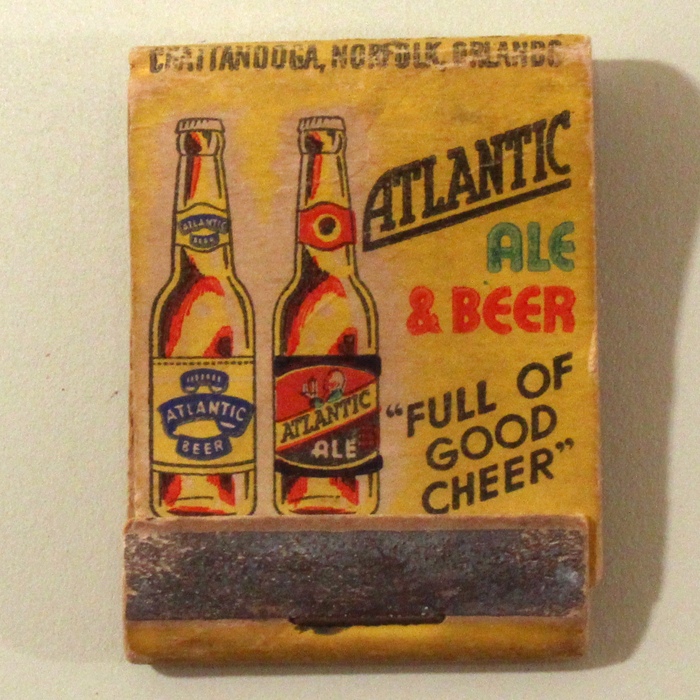 CHATTANOOGA, NORFOLK, ORLANDO
ATLANTIC
ALE
& BEER
"FULL OF
GOOD
CHEER"
ATLANTIC
BEER
ATLANTIC
BEER
ATLANTIC
ALE